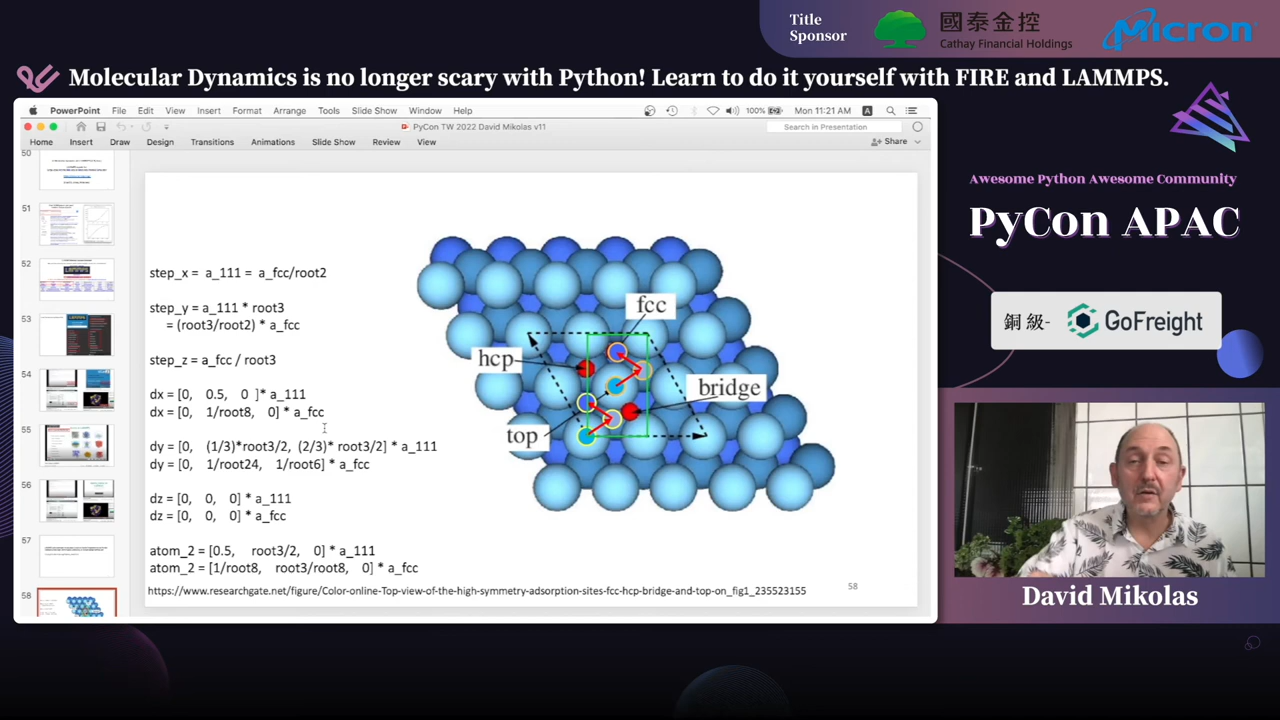 Title
Sponsor
國泰金控
Cathay Financial Holdings
Micron
Molecular Dynamics is no longer scary with Python! Learn to do it yourself with FIRE and LAMMPS.
PowerPoint File Edit View Insert Format Arrange Tools Slide Show Window Help 100% Mon 11:21 AM A
PyCon TW 2022 David Mikolas v11
Search in Presentation
Home Insert Draw Design Transitions Animations Slide Show Review View Share
50
51
52
53
54
55
56
57
58
step_x = a_111 = a_fcc/root2
step_y = a_111 * root3
= (root3/root2) * a_fcc
step_z = a_fcc / root3
dx = [0, 0.5, 0 ]* a_111
dx = [0, 1/root8, 0] * a_fcc
dy = [0, (1/3)*root3/2, (2/3)* root3/2] * a_111
dy = [0, 1/root24, 1/root6] * a_fcc
dz = [0, 0, 0] * a_111
dz = [0, 0, 0] * a_fcc
atom_2 = [0.5, root3/2, 0] * a_111
atom_2 = [1/root8, root3/root8, 0] * a_fcc
fcc
hcp
bridge
top
https://www.researchgate.net/figure/Color-online-Top-view-of-the-high-symmetry-adsorption-sites-fcc-hcp-bridge-and-top-on_fig1_235523155
58
Awesome Python Awesome Community
PyCon APAC
銅級-
GoFreight
David Mikolas